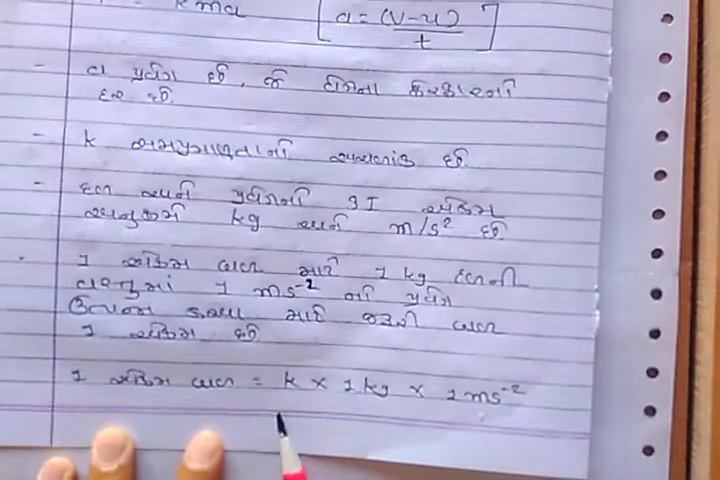 kma [a = (v-u)/t]
- a પ્રવેગ છે, જે વેગના ફેરફારની
દર છે.
- k સમપ્રમાણતાની અચળાંક છે
- દળ અને પ્રવેગની SI એકમ
અનુક્રમે kg અને m/s² છે.
1 એકમ બળ માટે 1 kg દળની
વસ્તુમાં 1 ms⁻² નો પ્રવેગ
ઉત્પન્ન કરવા માટે જરૂરી બળ
1 એકમ છે
1 એકમ બળ = k × 1 kg × 1 ms⁻²